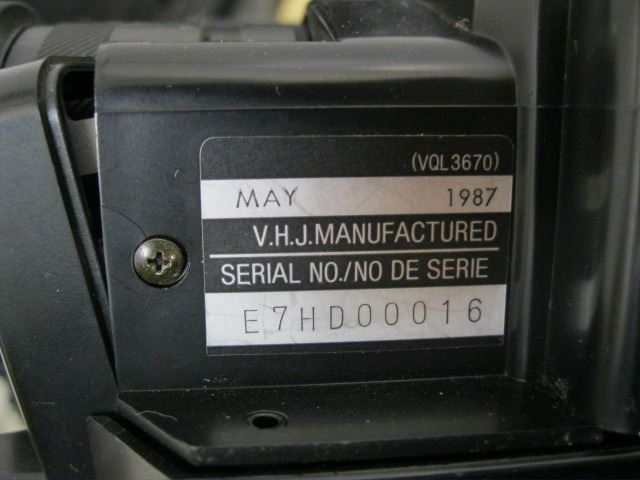 (VQL3670)
MAY 1987
V.H.J.MANUFACTURED
SERIAL NO./NO DE SERIE
E7HD00016